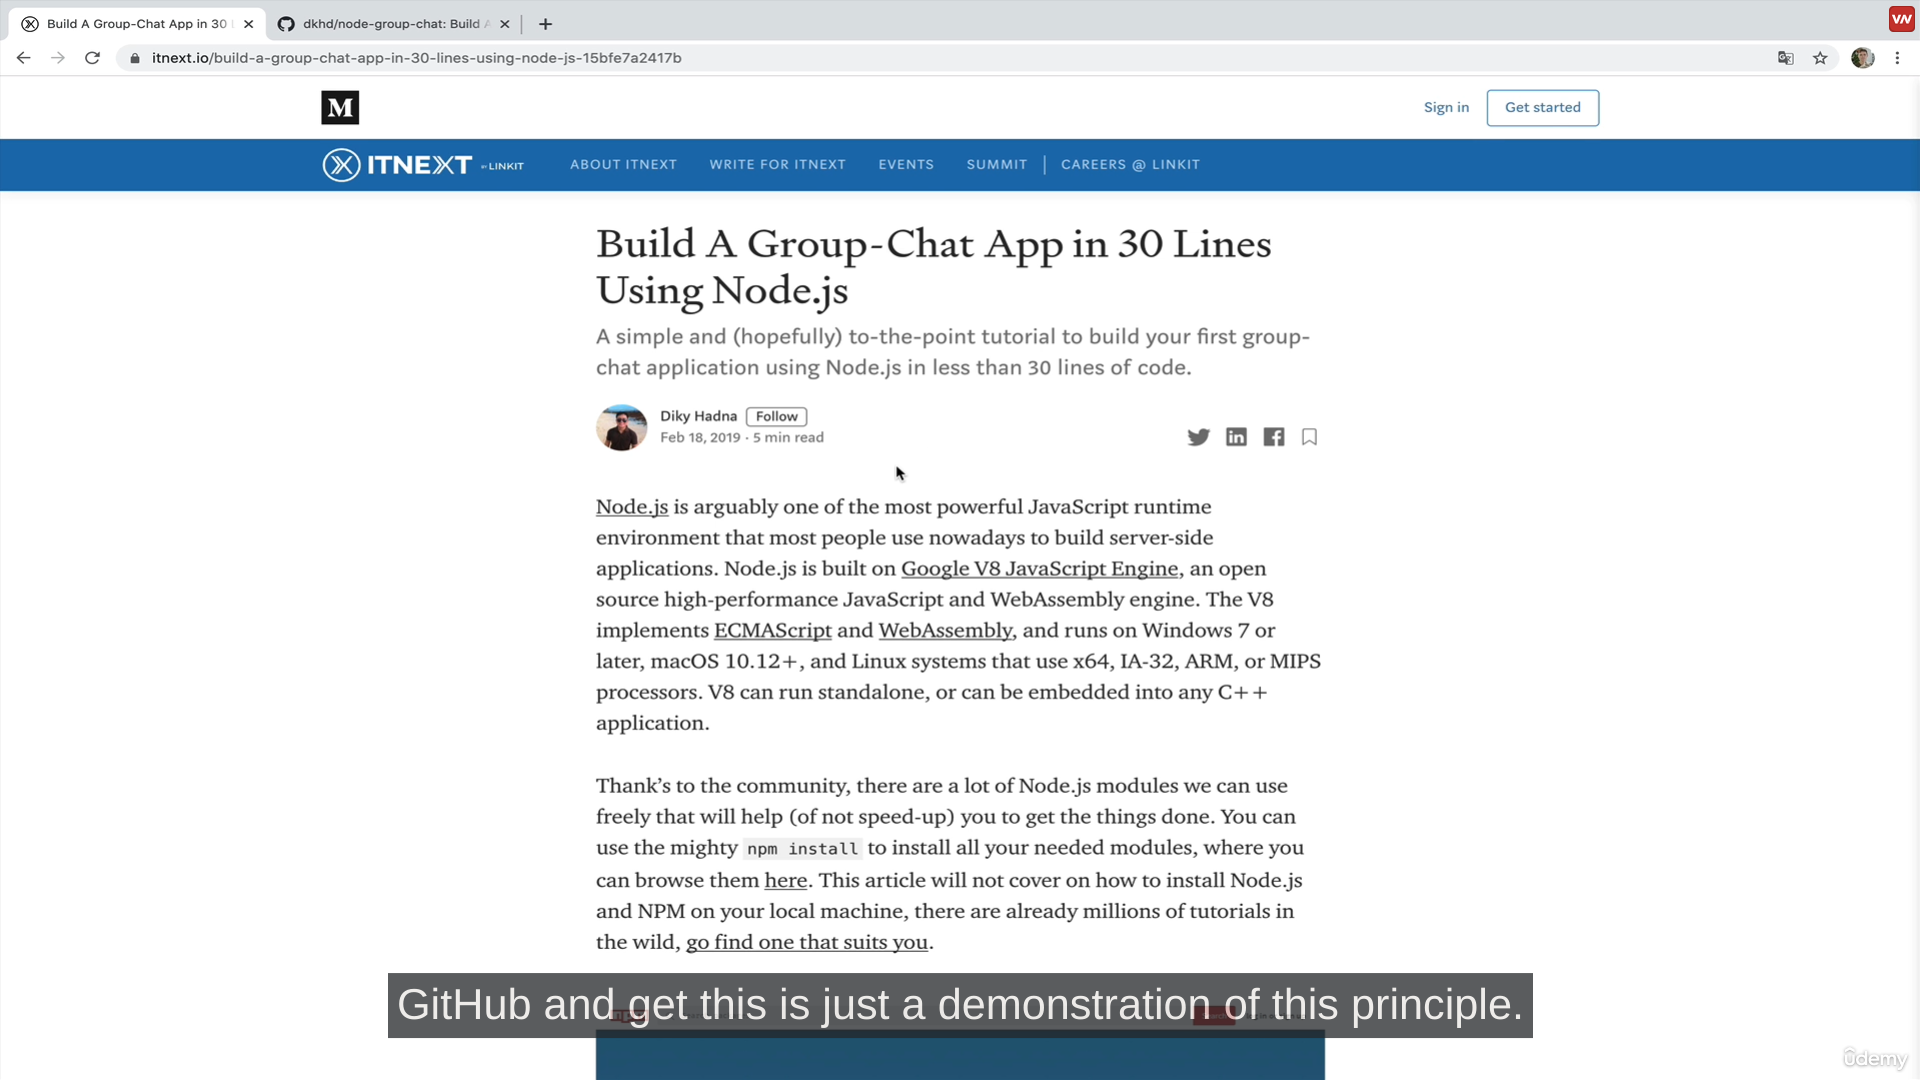 Build A Group-Chat App in 30
dkhd/node-group-chat: Build A
VN
itnext.io/build-a-group-chat-app-in-30-lines-using-node-js-15bfe7a2417b
M
Sign in
Get started
ITNEXT BY LINKIT
ABOUT ITNEXT
WRITE FOR ITNEXT
EVENTS
SUMMIT
CAREERS @ LINKIT
Build A Group-Chat App in 30 Lines
Using Node.js
A simple and (hopefully) to-the-point tutorial to build your first group-
chat application using Node.js in less than 30 lines of code.
Diky Hadna Follow
Feb 18, 2019 · 5 min read
Node.js is arguably one of the most powerful JavaScript runtime
environment that most people use nowadays to build server-side
applications. Node.js is built on Google V8 JavaScript Engine, an open
source high-performance JavaScript and WebAssembly engine. The V8
implements ECMAScript and WebAssembly, and runs on Windows 7 or
later, macOS 10.12+, and Linux systems that use x64, IA-32, ARM, or MIPS
processors. V8 can run standalone, or can be embedded into any C++
application.
Thank’s to the community, there are a lot of Node.js modules we can use
freely that will help (of not speed-up) you to get the things done. You can
use the mighty npm install to install all your needed modules, where you
can browse them here. This article will not cover on how to install Node.js
and NPM on your local machine, there are already millions of tutorials in
the wild, go find one that suits you.
GitHub and get this is just a demonstration of this principle.
ûdemy